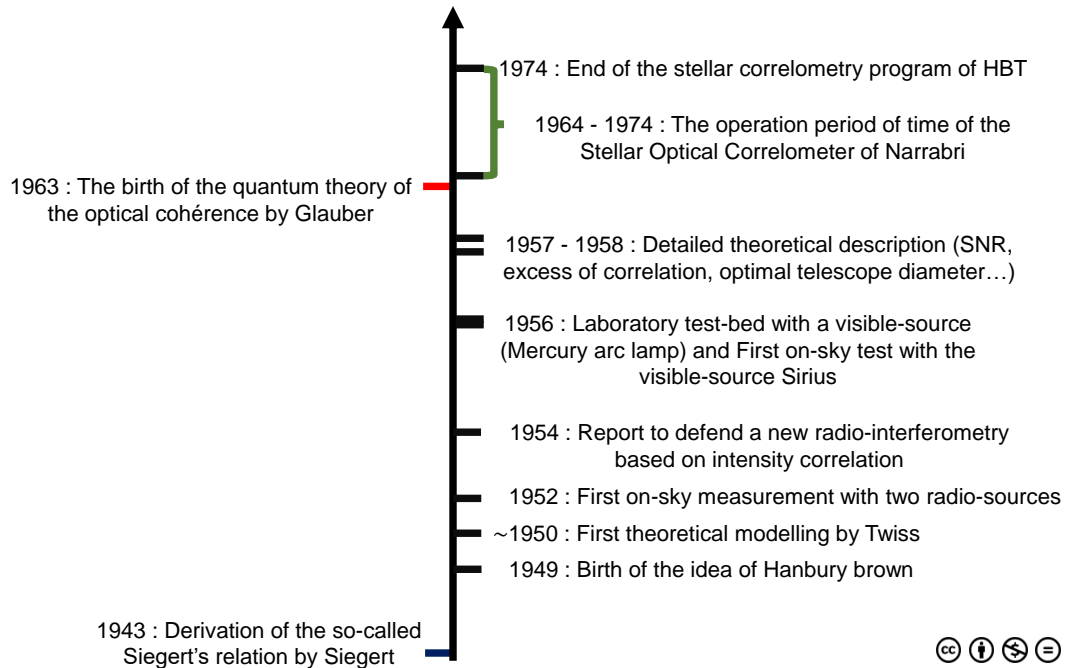 1974 : End of the stellar correlometry program of HBT
1964 - 1974 : The operation period of time of the
Stellar Optical Correlometer of Narrabri
1963 : The birth of the quantum theory of
the optical cohérence by Glauber
1957 - 1958 : Detailed theoretical description (SNR,
excess of correlation, optimal telescope diameter…)
1956 : Laboratory test-bed with a visible-source
(Mercury arc lamp) and First on-sky test with the
visible-source Sirius
1954 : Report to defend a new radio-interferometry
based on intensity correlation
1952 : First on-sky measurement with two radio-sources
~1950 : First theoretical modelling by Twiss
1949 : Birth of the idea of Hanbury brown
1943 : Derivation of the so-called
Siegert's relation by Siegert
cc